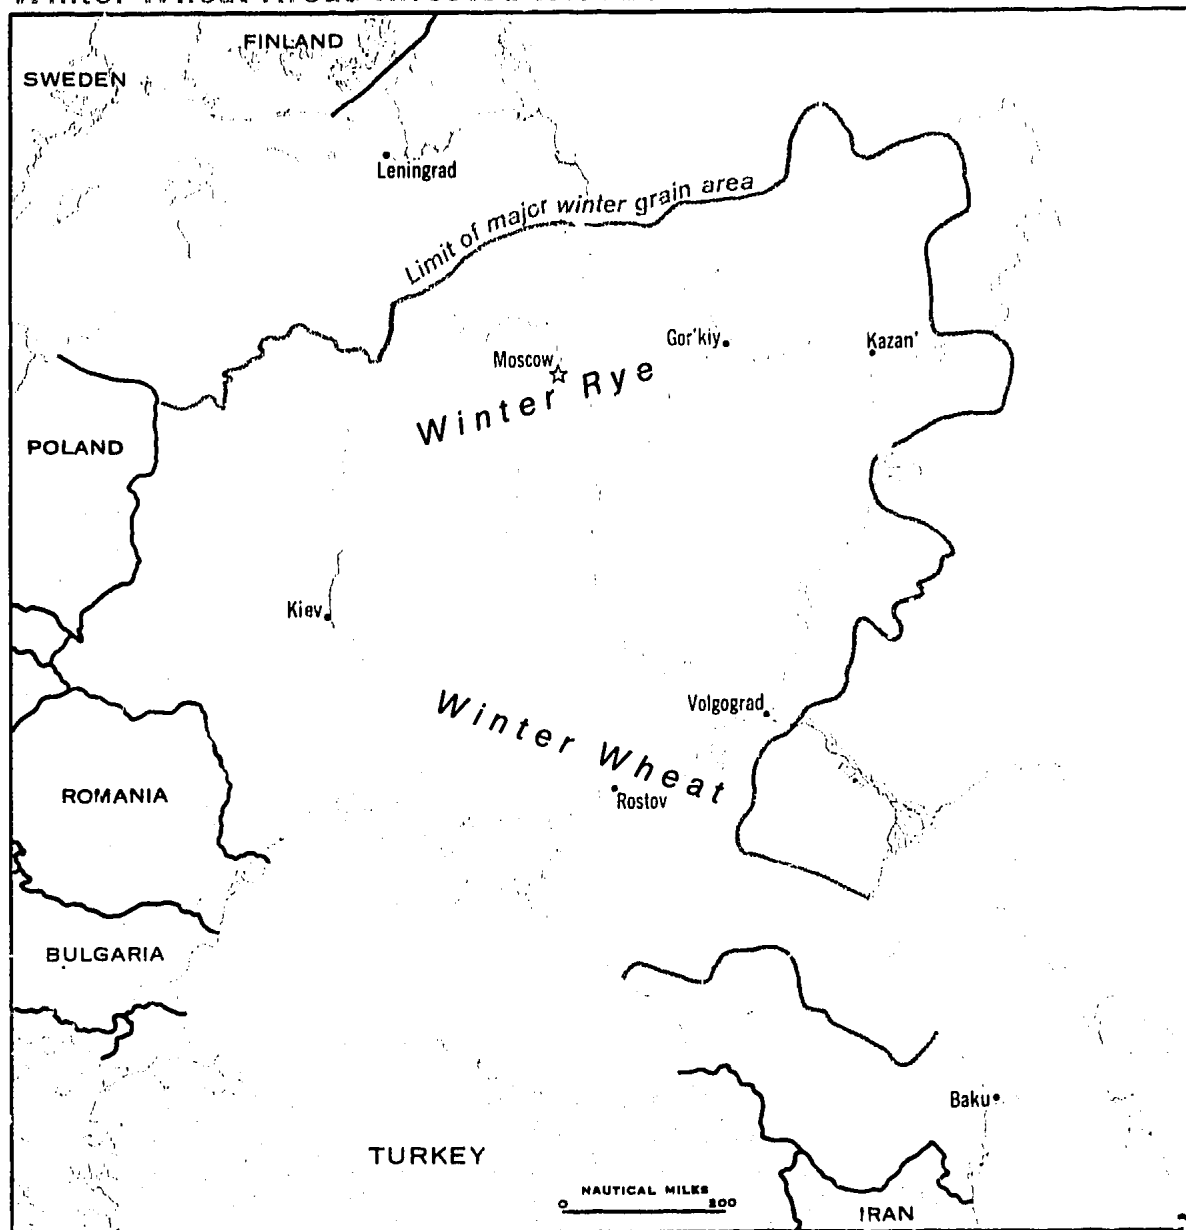 FINLAND
SWEDEN
Leningrad
Limit of major winter grain area
Gor'kiy
Moscow
Kazan'
Winter Rye
POLAND
Kiev
Winter Wheat
Volgograd
ROMANIA
Rostov
BULGARIA
Baku
TURKEY
NAUTICAL MILES
0 200
IRAN